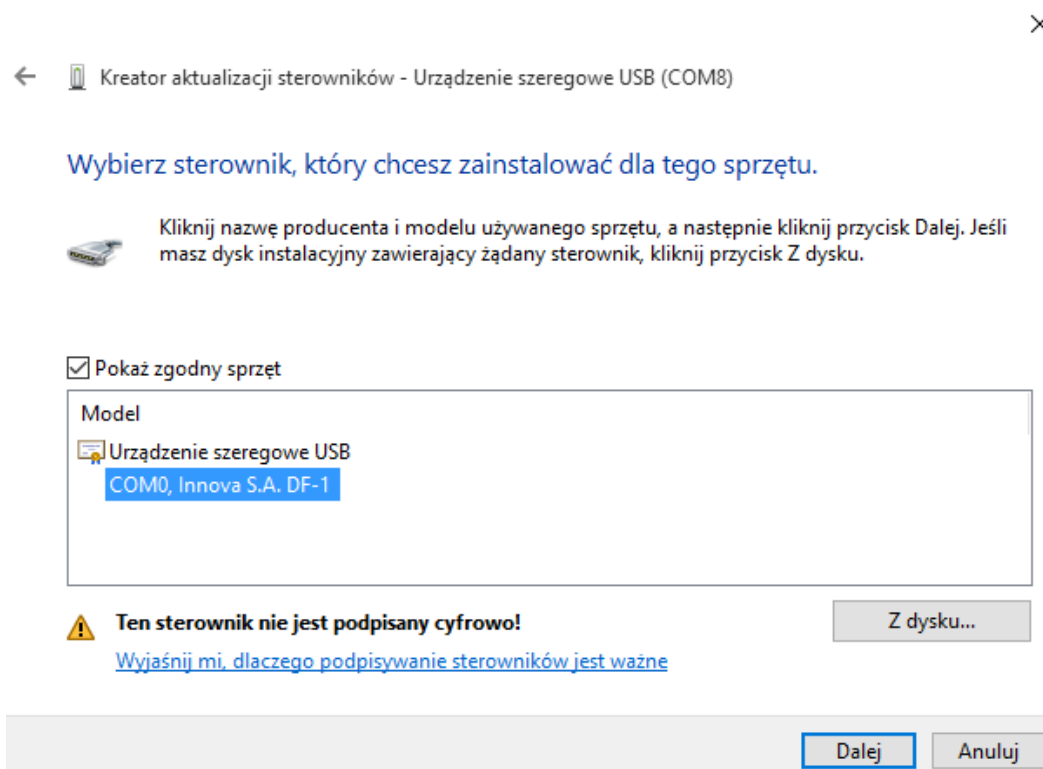 Kreator aktualizacji sterowników - Urządzenie szeregowe USB (COM8)
Wybierz sterownik, który chcesz zainstalować dla tego sprzętu.
Kliknij nazwę producenta i modelu używanego sprzętu, a następnie kliknij przycisk Dalej. Jeśli
masz dysk instalacyjny zawierający żądany sterownik, kliknij przycisk Z dysku.
Pokaż zgodny sprzęt
Model
Urządzenie szeregowe USB
COM0, Innova S.A. DF-1
Ten sterownik nie jest podpisany cyfrowo!
Z dysku...
Wyjaśnij mi, dlaczego podpisywanie sterowników jest ważne
Dalej
Anuluj